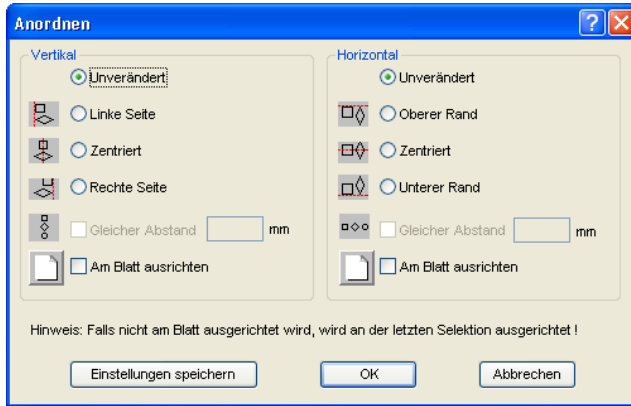 Anordnen
Vertikal
Unverändert
Linke Seite
Zentriert
Rechte Seite
Gleicher Abstand mm
Am Blatt ausrichten
Horizontal
Unverändert
Oberer Rand
Zentriert
Unterer Rand
Gleicher Abstand mm
Am Blatt ausrichten
Hinweis: Falls nicht am Blatt ausgerichtet wird, wird an der letzten Selektion ausgerichtet !
Einstellungen speichern
OK
Abbrechen